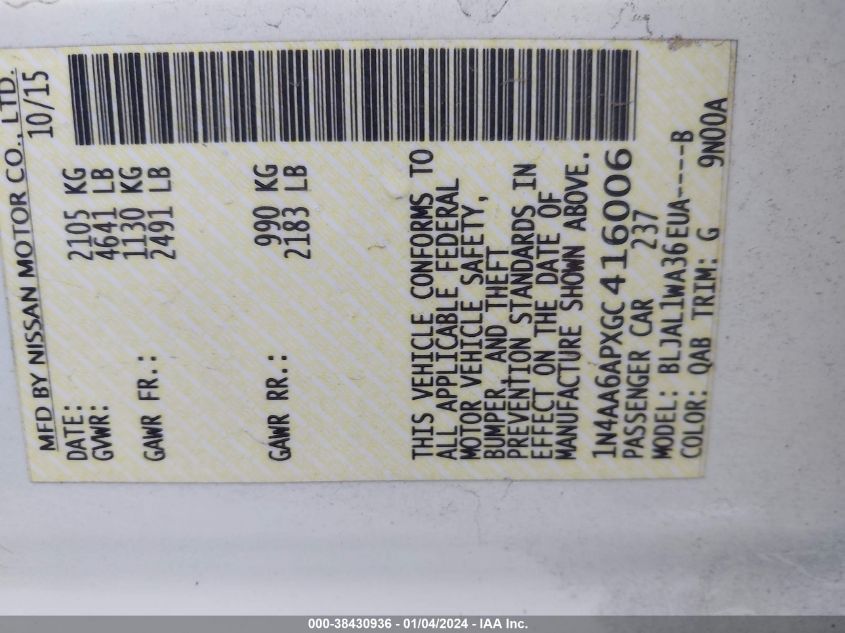 MFD BY NISSAN MOTOR CO., LTD.
DATE: 10/15
GVWR: 2105 KG
4641 LB
GAWR FR.: 1130 KG
2491 LB
GAWR RR.: 990 KG
2183 LB
THIS VEHICLE CONFORMS TO
ALL APPLICABLE FEDERAL
MOTOR VEHICLE SAFETY,
BUMPER, AND THEFT
PREVENTION STANDARDS IN
EFFECT ON THE DATE OF
MANUFACTURE SHOWN ABOVE.
1N4AA6APXGC416006
PASSENGER CAR 237
MODEL: BLJAL1WA36EUA----B
COLOR: QAB TRIM: G 9N00A
000-38430936 - 01/04/2024 - IAA Inc.